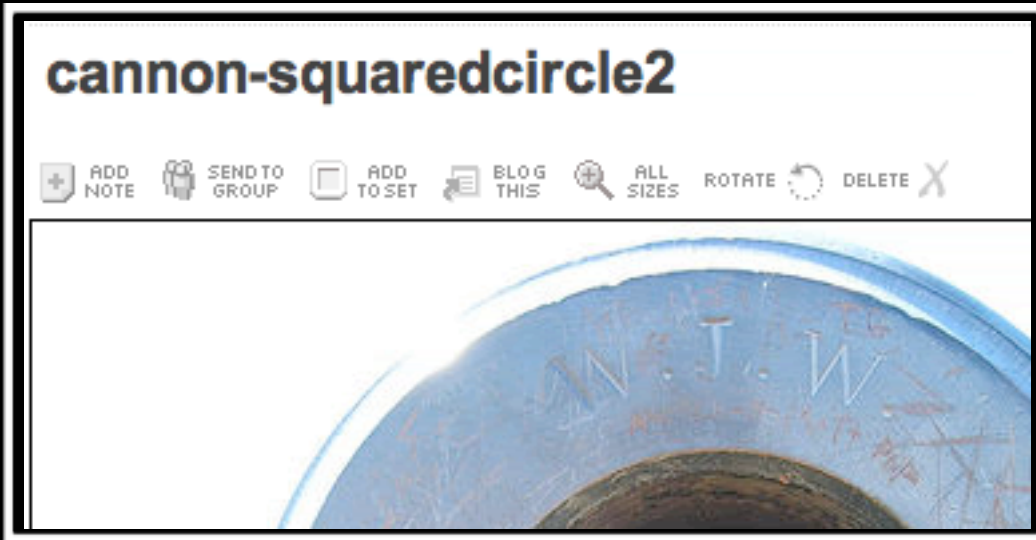 cannon-squaredcircle2
ADD NOTE SEND TO GROUP ADD TO SET BLOG THIS ALL SIZES ROTATE DELETE
W. J. W